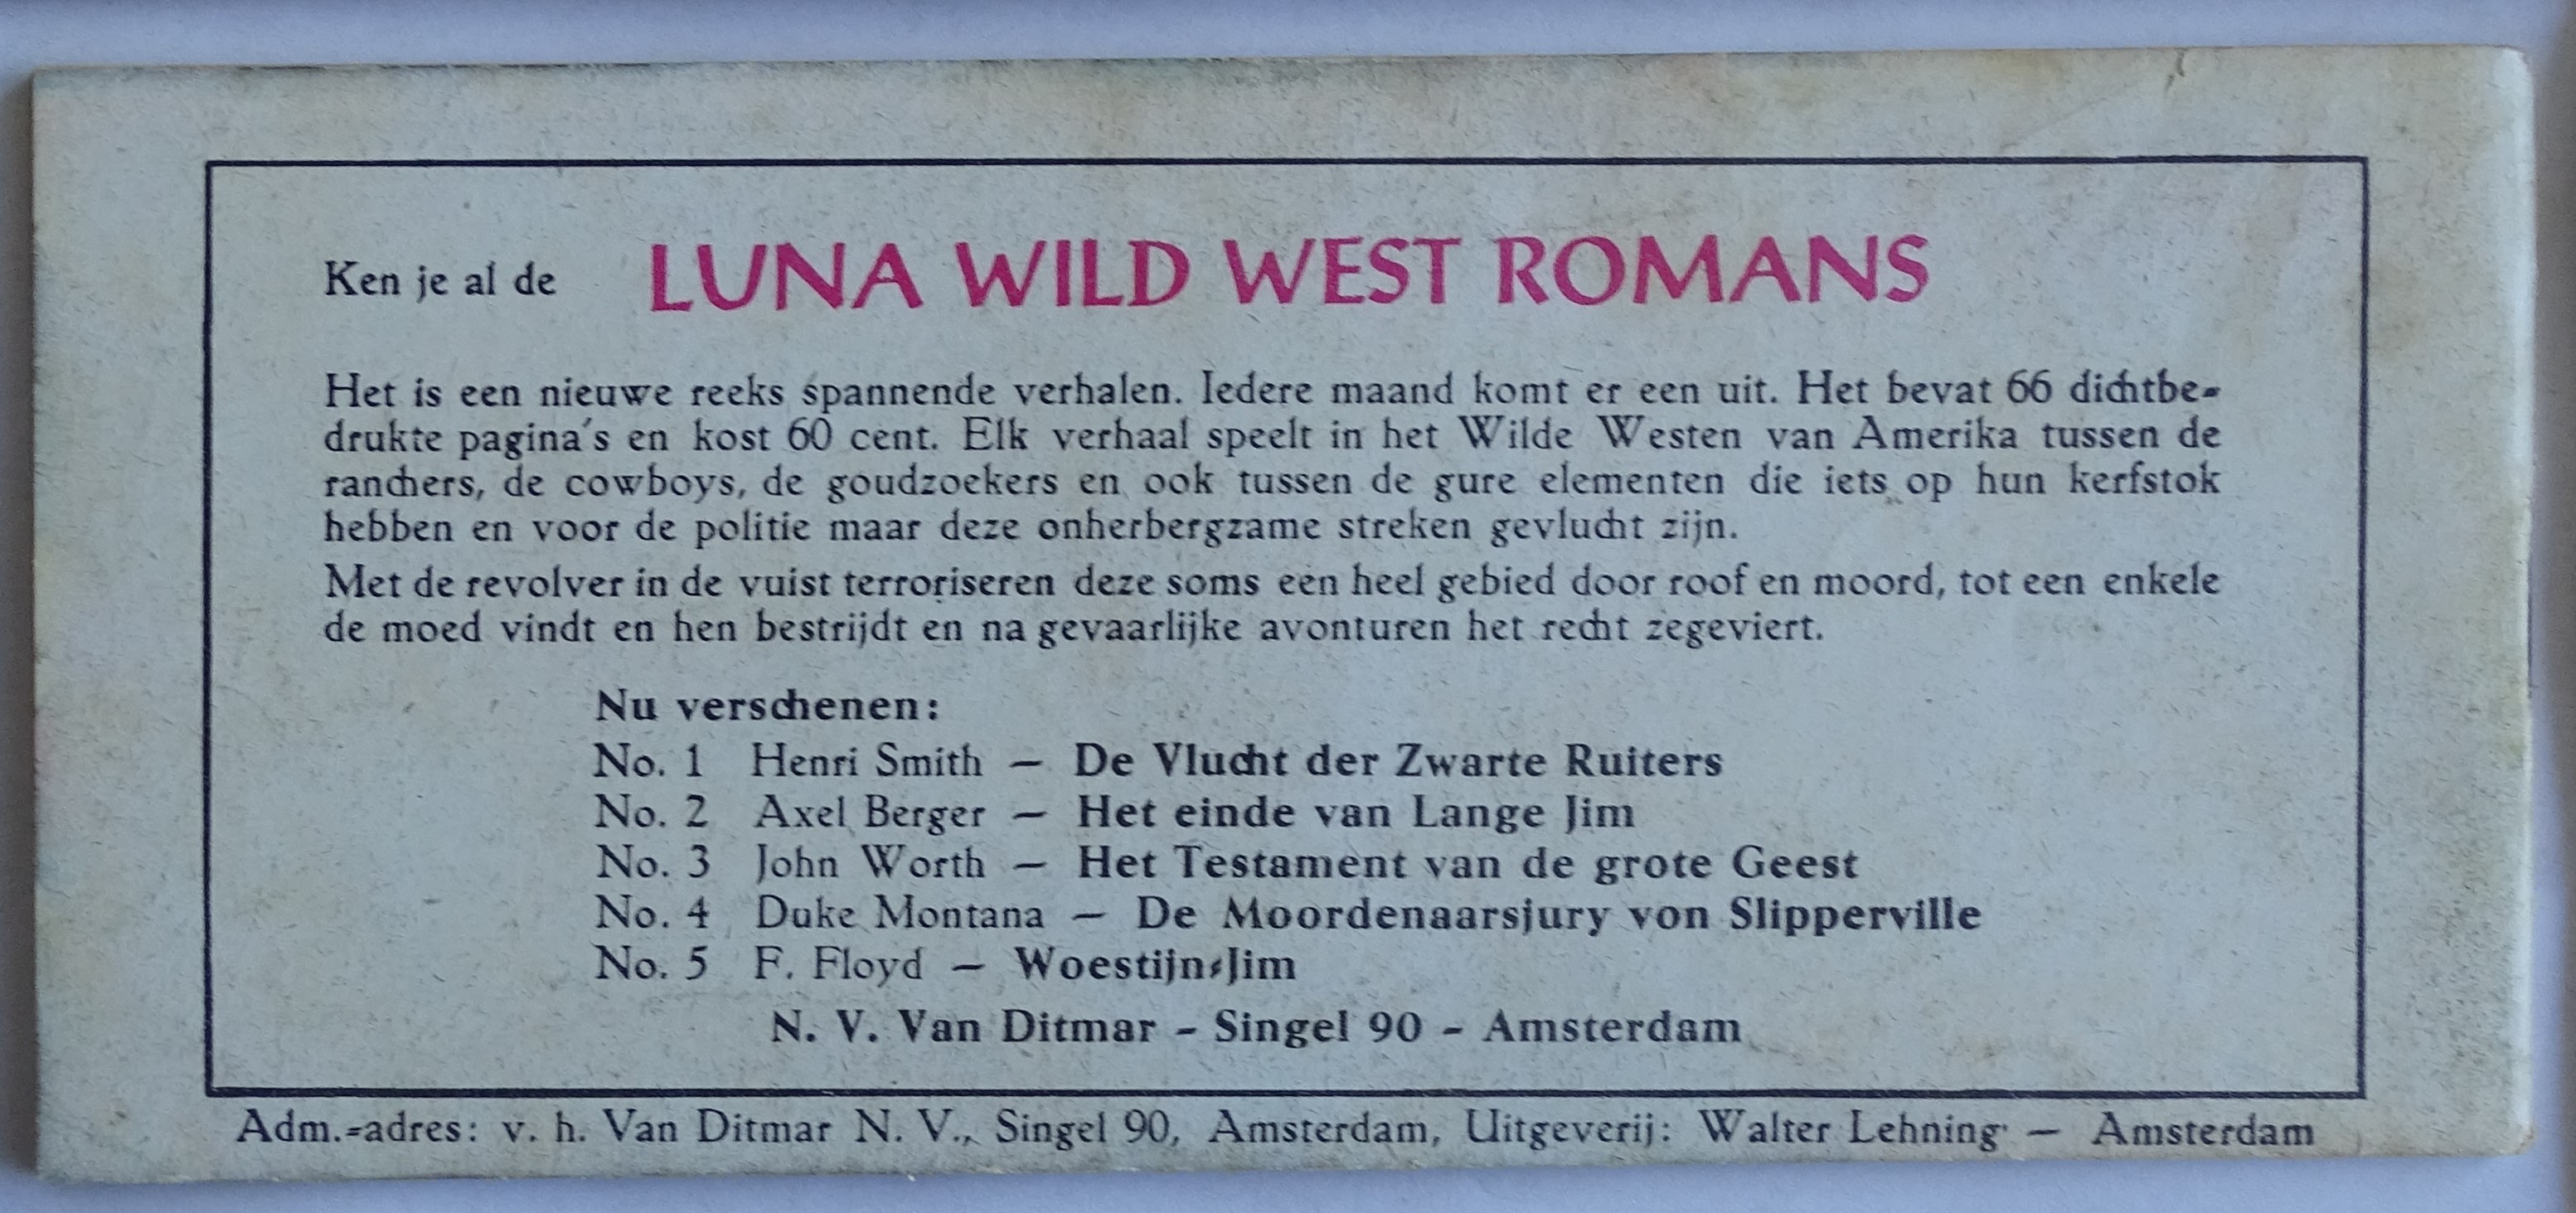 Ken je al de LUNA WILD WEST ROMANS
Het is een nieuwe reeks spannende verhalen. Iedere maand komt er een uit. Het bevat 66 dichtbe-
drukte pagina's en kost 60 cent. Elk verhaal speelt in het Wilde Westen van Amerika tussen de
ranchers, de cowboys, de goudzoekers en ook tussen de gure elementen die iets op hun kerfstok
hebben en voor de politie maar deze onherbergzame streken gevlucht zijn.
Met de revolver in de vuist terroriseren deze soms een heel gebied door roof en moord, tot een enkele
de moed vindt en hen bestrijdt en na gevaarlijke avonturen het recht zegeviert.
Nu verschenen:
No. 1 Henri Smith — De Vlucht der Zwarte Ruiters
No. 2 Axel Berger — Het einde van Lange Jim
No. 3 John Worth — Het Testament van de grote Geest
No. 4 Duke Montana — De Moordenaarsjury von Slipperville
No. 5 F. Floyd — Woestijn-Jim
N. V. Van Ditmar - Singel 90 - Amsterdam
Adm.-adres: v. h. Van Ditmar N. V., Singel 90, Amsterdam, Uitgeverij: Walter Lehning — Amsterdam